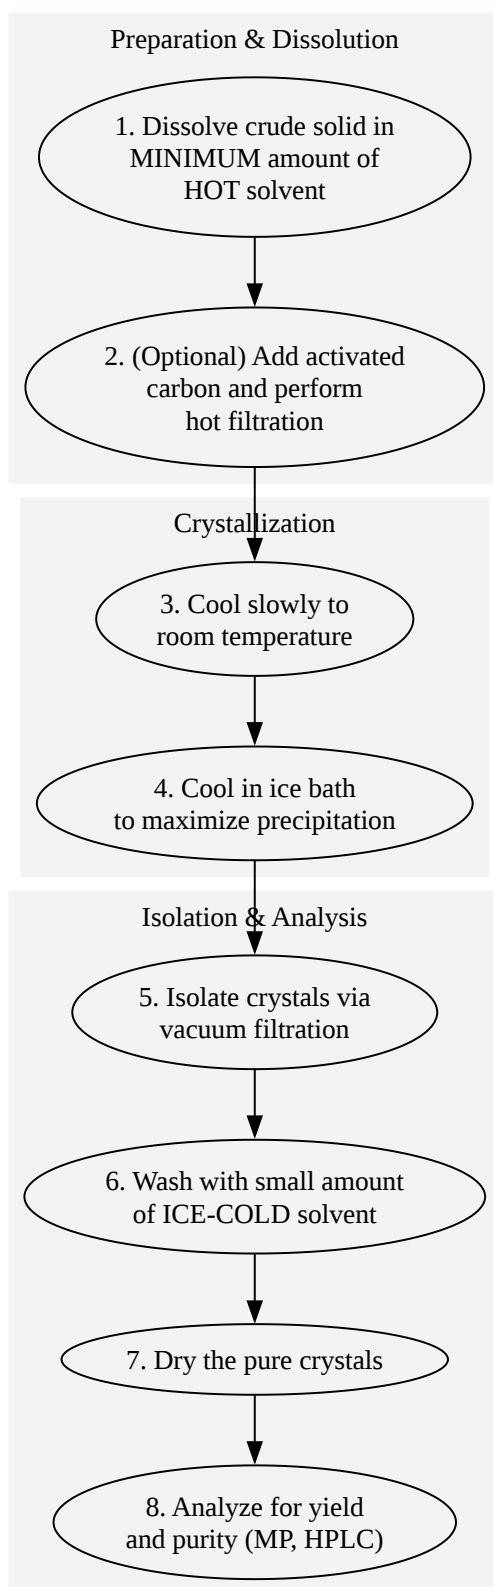 Preparation & Dissolution
1. Dissolve crude solid in
MINIMUM amount of
HOT solvent
2. (Optional) Add activated
carbon and perform
hot filtration
Crystallization
3. Cool slowly to
room temperature
4. Cool in ice bath
to maximize precipitation
Isolation & Analysis
5. Isolate crystals via
vacuum filtration
6. Wash with small amount
of ICE-COLD solvent
7. Dry the pure crystals
8. Analyze for yield
and purity (MP, HPLC)